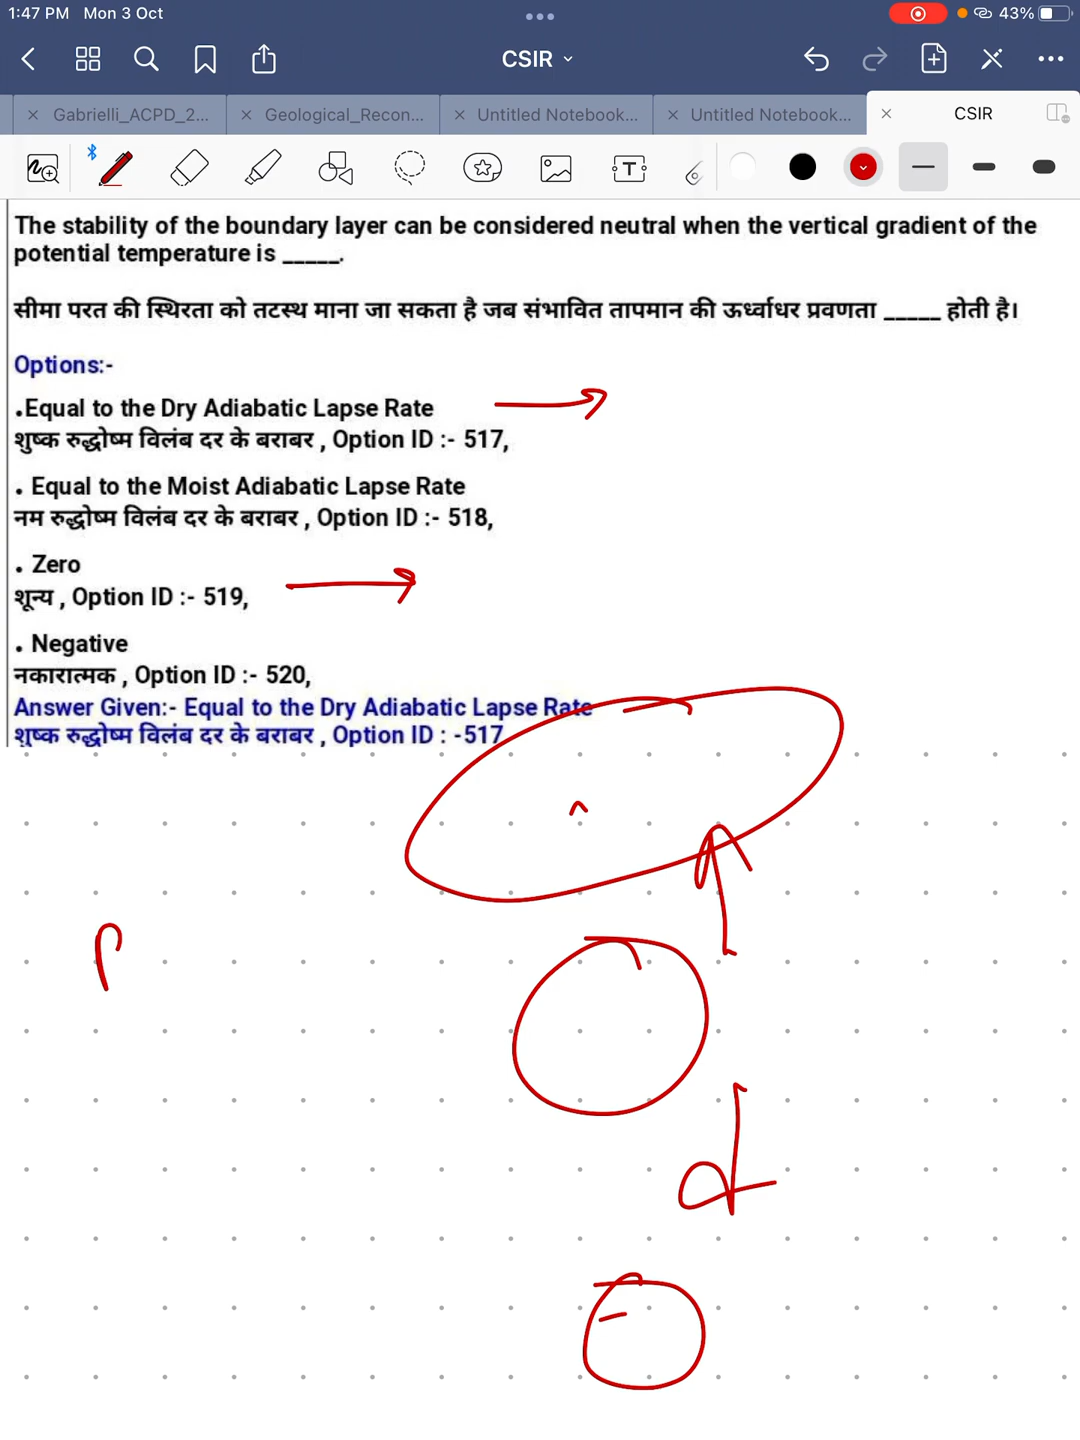 1:47 PM Mon 3 Oct
43%
CSIR
Gabrielli_ACPD_2...
Geological_Recon...
Untitled Notebook...
Untitled Notebook...
CSIR
T
The stability of the boundary layer can be considered neutral when the vertical gradient of the
potential temperature is _____.
सीमा परत की स्थिरता को तटस्थ माना जा सकता है जब संभावित तापमान की ऊर्ध्वाधर प्रवणता _____ होती है।
Options:-
.Equal to the Dry Adiabatic Lapse Rate
शुष्क रुद्धोष्म विलंब दर के बराबर , Option ID :- 517,
. Equal to the Moist Adiabatic Lapse Rate
नम रुद्धोष्म विलंब दर के बराबर , Option ID :- 518,
. Zero
शून्य , Option ID :- 519,
. Negative
नकारात्मक , Option ID :- 520,
Answer Given:- Equal to the Dry Adiabatic Lapse Rate
शुष्क रुद्धोष्म विलंब दर के बराबर , Option ID : -517